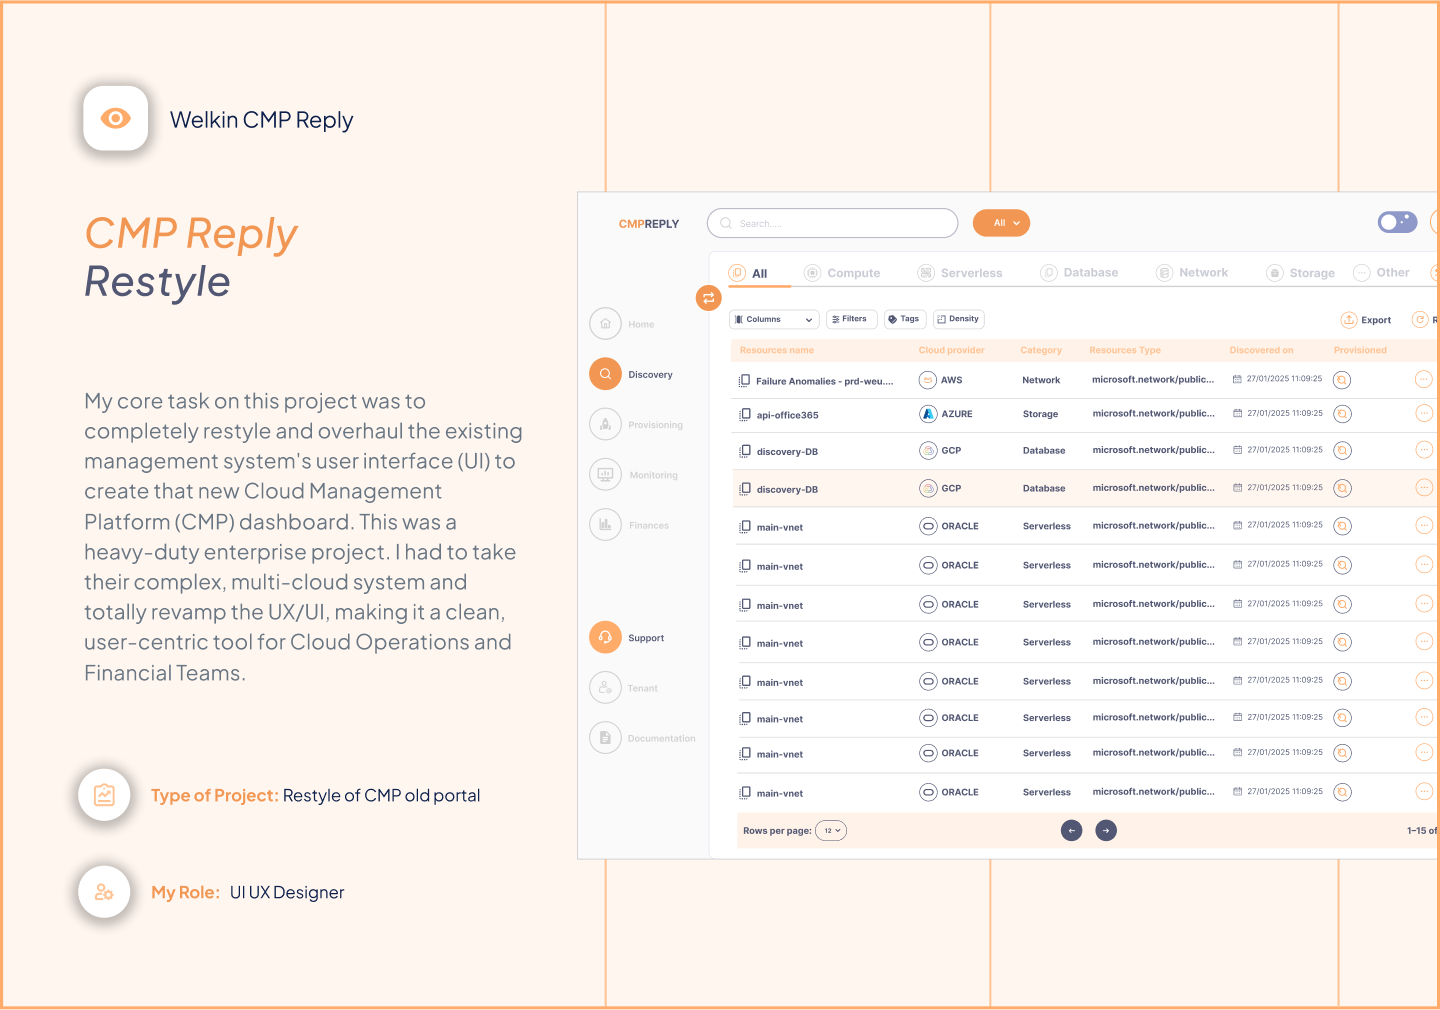 Welkin CMP Reply
CMP Reply
Restyle
My core task on this project was to
completely restyle and overhaul the existing
management system's user interface (UI) to
create that new Cloud Management
Platform (CMP) dashboard. This was a
heavy-duty enterprise project. I had to take
their complex, multi-cloud system and
totally revamp the UX/UI, making it a clean,
user-centric tool for Cloud Operations and
Financial Teams.
Type of Project: Restyle of CMP old portal
My Role: UI UX Designer
CMPREPLY
Search.....
All
Home
Discovery
Provisioning
Monitoring
Finances
Support
Tenant
Documentation
All Compute Serverless Database Network Storage Other
Columns Filters Tags Density Export R
Resources name Cloud provider Category Resources Type Discovered on Provisioned
Failure Anomalies - prd-weu.... AWS Network microsoft.network/public... 27/01/2025 11:09:25
api-office365 AZURE Storage microsoft.network/public... 27/01/2025 11:09:25
discovery-DB GCP Database microsoft.network/public... 27/01/2025 11:09:25
discovery-DB GCP Database microsoft.network/public... 27/01/2025 11:09:25
main-vnet ORACLE Serverless microsoft.network/public... 27/01/2025 11:09:25
main-vnet ORACLE Serverless microsoft.network/public... 27/01/2025 11:09:25
main-vnet ORACLE Serverless microsoft.network/public... 27/01/2025 11:09:25
main-vnet ORACLE Serverless microsoft.network/public... 27/01/2025 11:09:25
main-vnet ORACLE Serverless microsoft.network/public... 27/01/2025 11:09:25
main-vnet ORACLE Serverless microsoft.network/public... 27/01/2025 11:09:25
main-vnet ORACLE Serverless microsoft.network/public... 27/01/2025 11:09:25
main-vnet ORACLE Serverless microsoft.network/public... 27/01/2025 11:09:25
Rows per page: 12 1–15 of